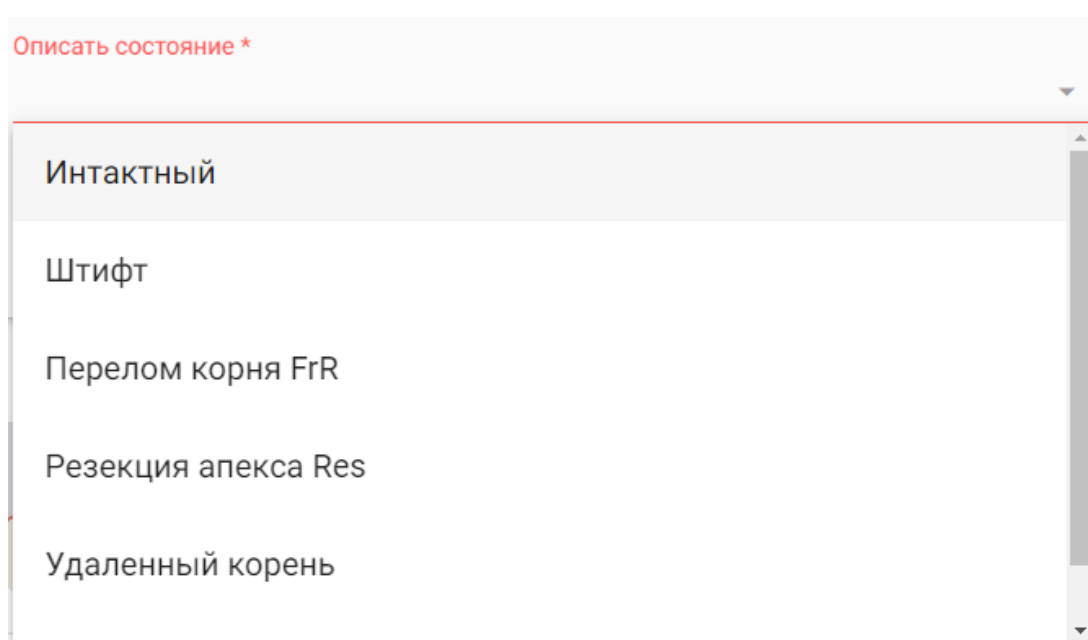 Описать состояние *
Интактный
Штифт
Перелом корня FrR
Резекция апекса Res
Удаленный корень